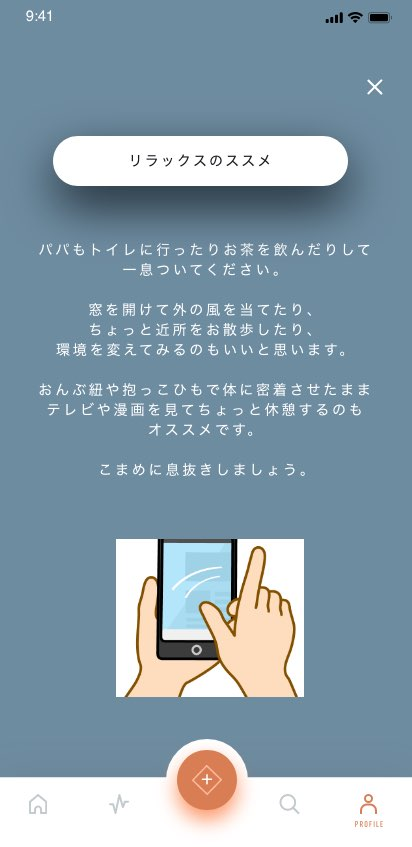 9:41
リラックスのススメ
パパもトイレに行ったりお茶を飲んだりして
一息ついてください。
窓を開けて外の風を当てたり、
ちょっと近所をお散歩したり、
環境を変えてみるのもいいと思います。
おんぶ紐や抱っこひもで体に密着させたまま
テレビや漫画を見てちょっと休憩するのも
オススメです。
こまめに息抜きしましょう。
PROFILE